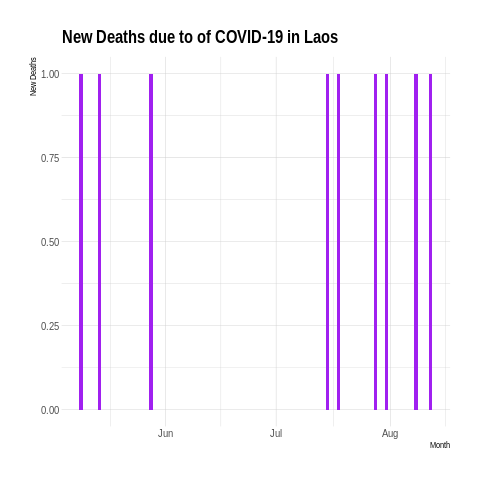 New Deaths due to of COVID-19 in Laos
New Deaths
1.00
0.75
0.50
0.25
0.00
Jun Jul Aug
Month